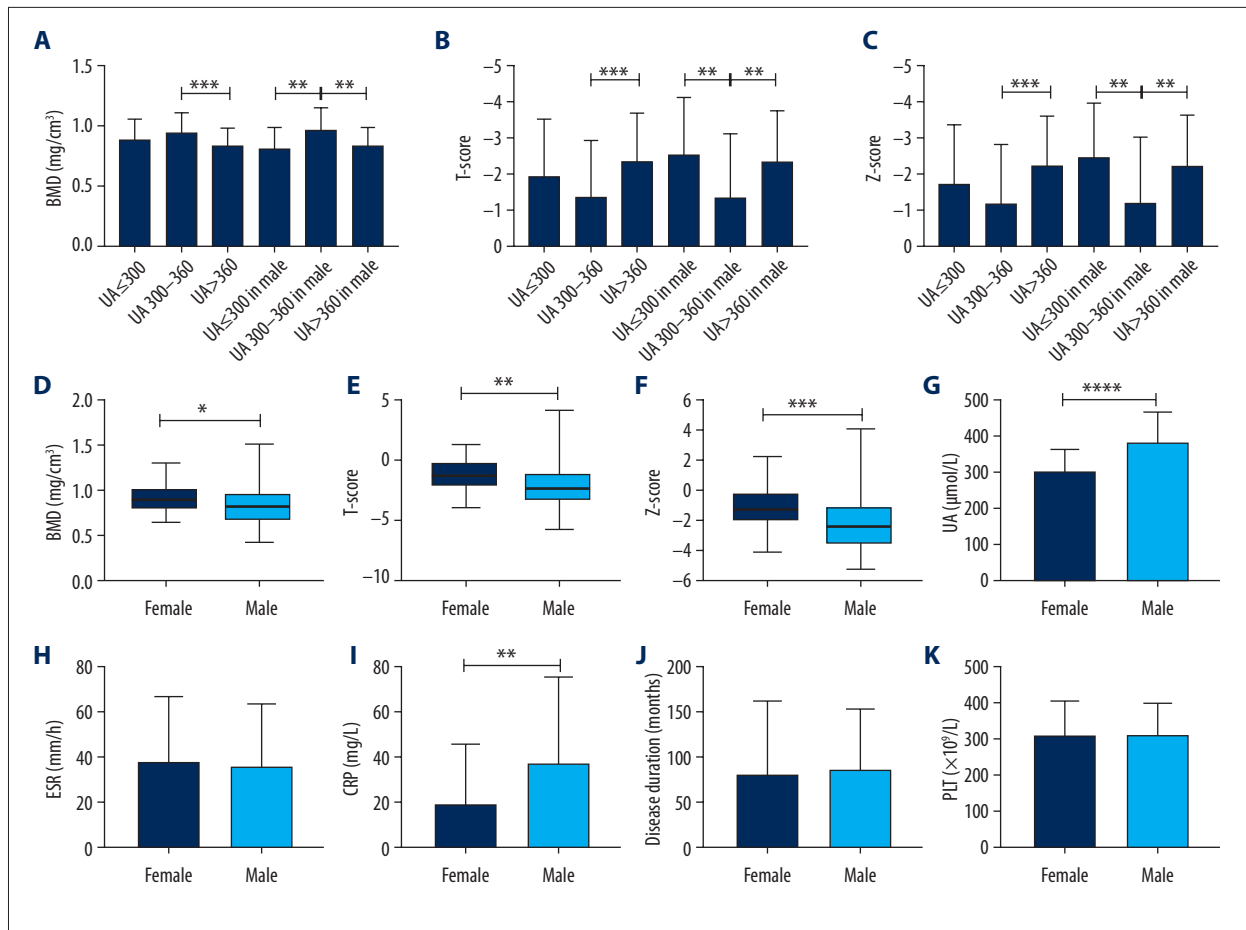 A
BMD (mg/cm³)
1.5
1.0
0.5
0.0
***
**
**
UA≤300
UA 300–360
UA>360
UA≤300 in male
UA 300–360 in male
UA>360 in male
B
T-score
−5
−4
−3
−2
−1
0
***
**
**
UA≤300
UA 300–360
UA>360
UA≤300 in male
UA 300–360 in male
UA>360 in male
C
Z-score
−5
−4
−3
−2
−1
0
***
**
**
UA≤300
UA 300–360
UA>360
UA≤300 in male
UA 300–360 in male
UA>360 in male
D
BMD (mg/cm³)
2.0
1.5
1.0
0.5
0.0
*
Female Male
E
T-score
5
0
−5
−10
**
Female Male
F
Z-score
6
4
2
0
−2
−4
−6
***
Female Male
G
UA (μmol/L)
500
400
300
200
100
0
****
Female Male
H
ESR (mm/h)
80
60
40
20
0
Female Male
I
CRP (mg/L)
80
60
40
20
0
**
Female Male
J
Disease duration (months)
200
150
100
50
0
Female Male
K
PLT (×10⁹/L)
500
400
300
200
100
0
Female Male